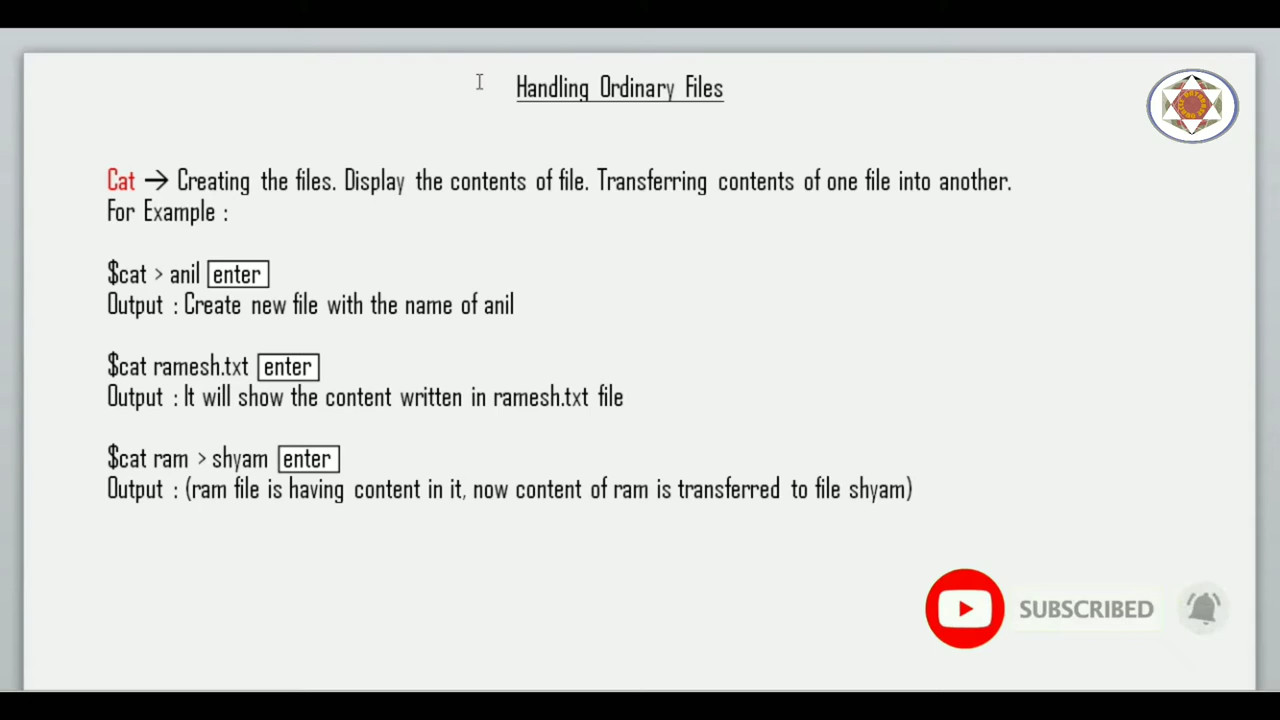 Handling Ordinary Files
Cat → Creating the files. Display the contents of file. Transferring contents of one file into another.
For Example :
$cat > anil enter
Output : Create new file with the name of anil
$cat ramesh.txt enter
Output : It will show the content written in ramesh.txt file
$cat ram > shyam enter
Output : (ram file is having content in it, now content of ram is transferred to file shyam)
SUBSCRIBED